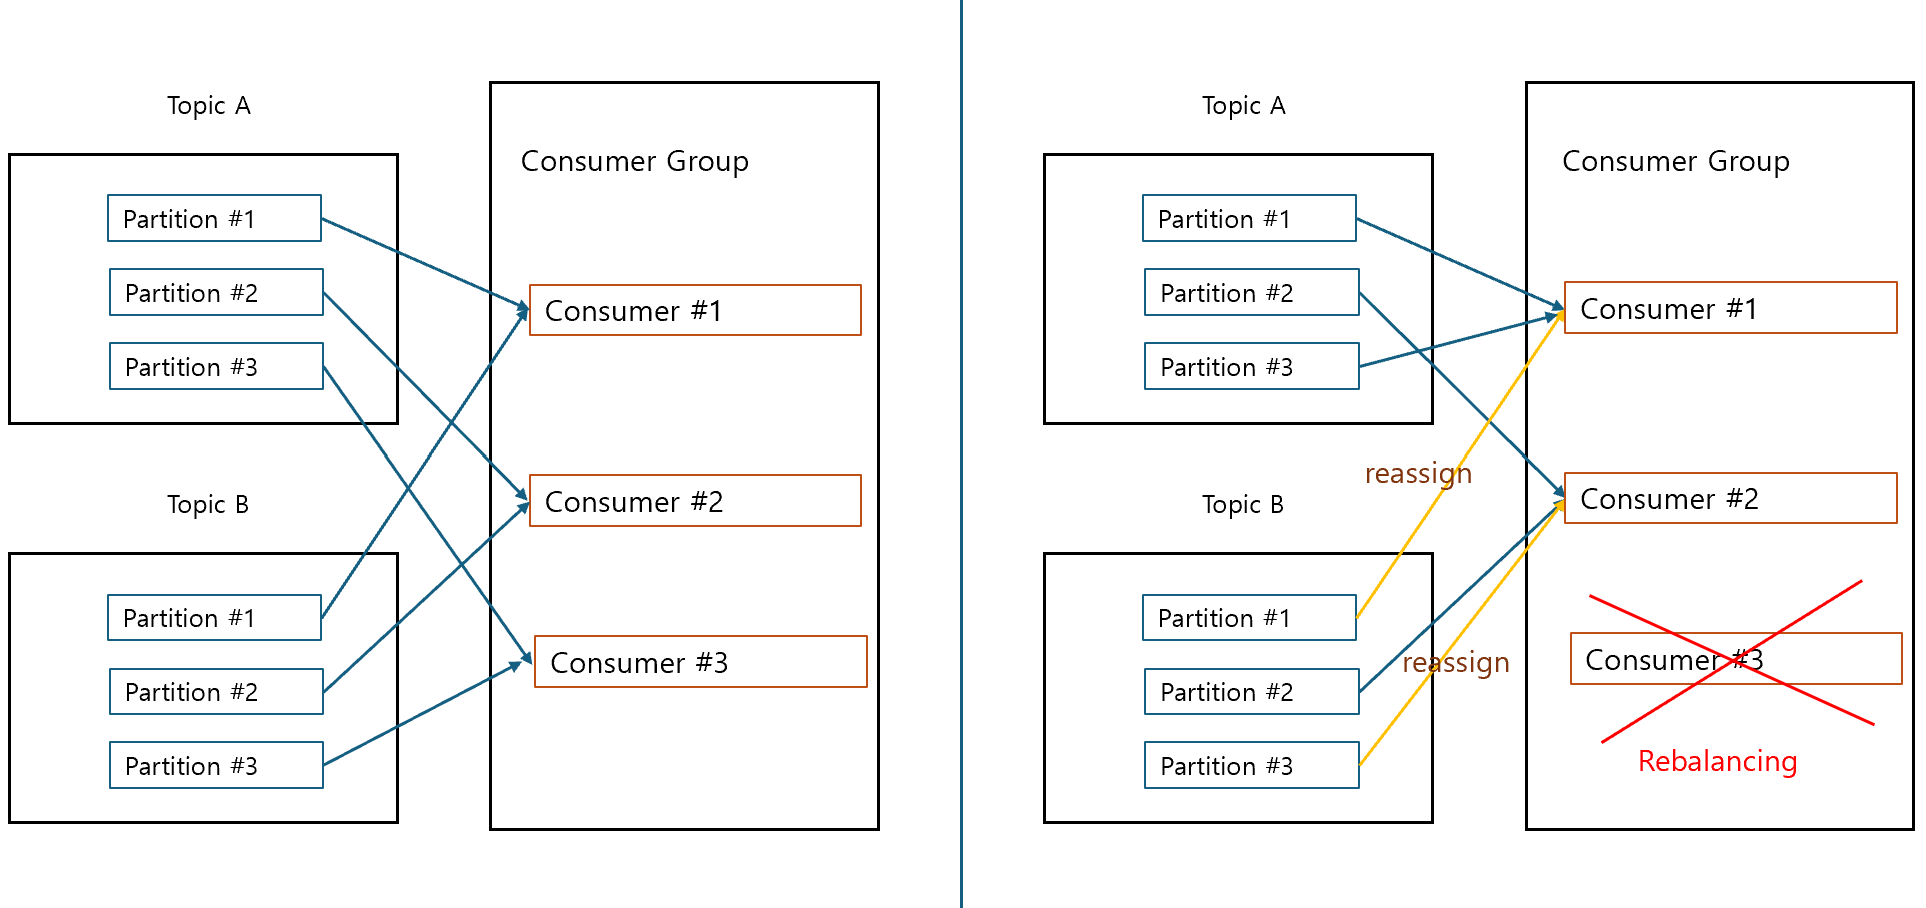 Topic A
Partition #1
Partition #2
Partition #3
Topic B
Partition #1
Partition #2
Partition #3
Consumer Group
Consumer #1
Consumer #2
Consumer #3
Topic A
Partition #1
Partition #2
Partition #3
reassign
Topic B
Partition #1
Partition #2
Partition #3
reassign
Consumer Group
Consumer #1
Consumer #2
Consumer #3
Rebalancing